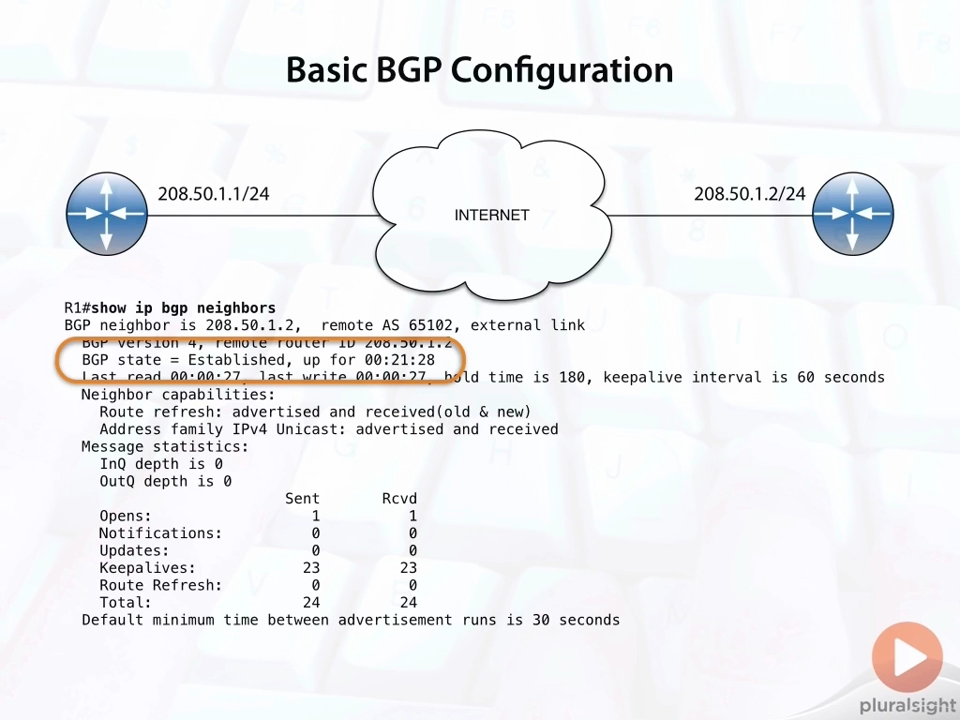 Basic BGP Configuration
208.50.1.1/24
INTERNET
208.50.1.2/24
R1#show ip bgp neighbors
BGP neighbor is 208.50.1.2,  remote AS 65102, external link
BGP version 4, remote router ID 208.50.1.2
BGP state = Established, up for 00:21:28
Last read 00:00:27, last write 00:00:27, hold time is 180, keepalive interval is 60 seconds
Neighbor capabilities:
Route refresh: advertised and received(old & new)
Address family IPv4 Unicast: advertised and received
Message statistics:
InQ depth is 0
OutQ depth is 0
Sent Rcvd
Opens: 1 1
Notifications: 0 0
Updates: 0 0
Keepalives: 23 23
Route Refresh: 0 0
Total: 24 24
Default minimum time between advertisement runs is 30 seconds
pluralsight